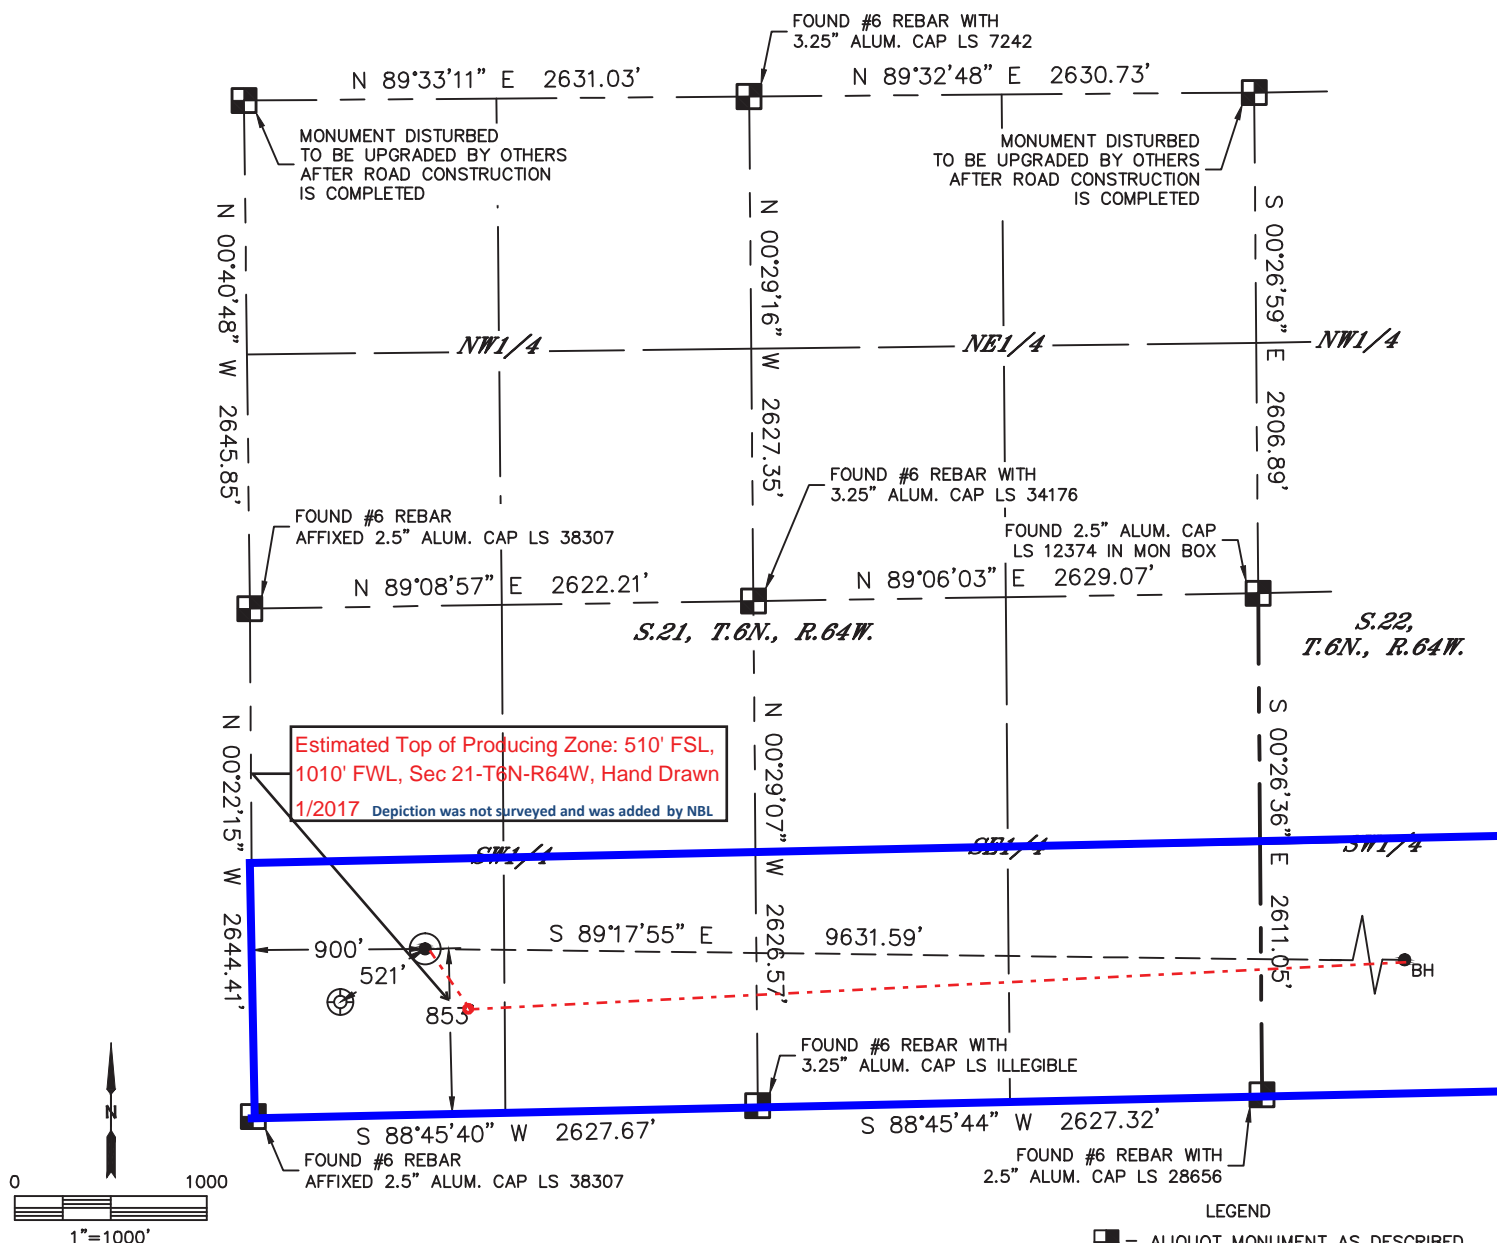 FOUND #6 REBAR WITH
3.25" ALUM. CAP LS 7242
N 89°33'11" E 2631.03'
N 89°32'48" E 2630.73'
MONUMENT DISTURBED
TO BE UPGRADED BY OTHERS
AFTER ROAD CONSTRUCTION
IS COMPLETED
MONUMENT DISTURBED
TO BE UPGRADED BY OTHERS
AFTER ROAD CONSTRUCTION
IS COMPLETED
N 00°40'48" W 2645.85'
N 00°29'16" W 2627.35'
S 00°26'59" E 2606.89'
NW1/4
NE1/4
NW1/4
FOUND #6 REBAR WITH
3.25" ALUM. CAP LS 34176
FOUND #6 REBAR
AFFIXED 2.5" ALUM. CAP LS 38307
FOUND 2.5" ALUM. CAP
LS 12374 IN MON BOX
N 89°08'57" E 2622.21'
N 89°06'03" E 2629.07'
S.21, T.6N., R.64W.
S.22,
T.6N., R.64W.
N 00°22'15" W 2644.41'
Estimated Top of Producing Zone: 510' FSL,
1010' FWL, Sec 21-T6N-R64W, Hand Drawn
1/2017 Depiction was not surveyed and was added by NBL
N 00°29'07" W 2626.57'
S 00°26'36" E 2611.05'
SW1/4
SE1/4
SW1/4
900'
S 89°17'55" E 9631.59'
521'
BH
853'
FOUND #6 REBAR WITH
3.25" ALUM. CAP LS ILLEGIBLE
N
S 88°45'40" W 2627.67'
S 88°45'44" W 2627.32'
FOUND #6 REBAR
AFFIXED 2.5" ALUM. CAP LS 38307
FOUND #6 REBAR WITH
2.5" ALUM. CAP LS 28656
0 1000
1"=1000'
LEGEND
= ALIQUOT MONUMENT AS DESCRIBED